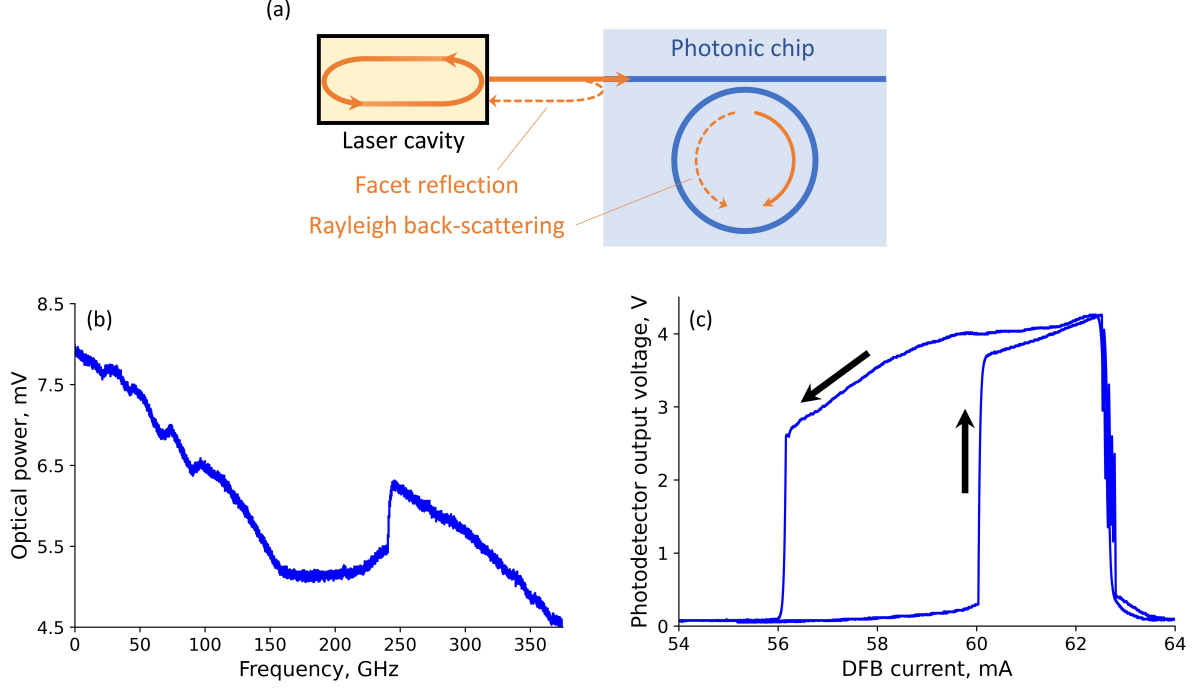 (a)
Photonic chip
Laser cavity
Facet reflection
Rayleigh back-scattering
(b)
8.5
7.5
6.5
5.5
4.5
Optical power, mV
0 50 100 150 200 250 300 350
Frequency, GHz
(c)
4
3
2
1
0
Photodetector output voltage, V
54 56 58 60 62 64
DFB current, mA